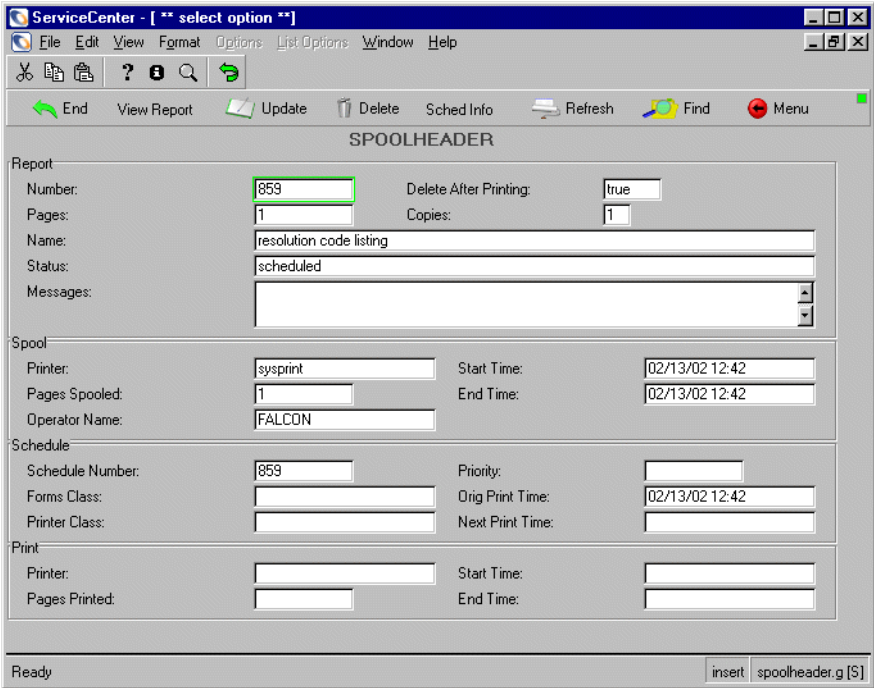 ServiceCenter - [ ** select option **]
File Edit View Format Options List Options Window Help
End View Report Update Delete Sched Info Refresh Find Menu
SPOOLHEADER
Report
Number: 859 Delete After Printing: true
Pages: 1 Copies: 1
Name: resolution code listing
Status: scheduled
Messages:
Spool
Printer: sysprint Start Time: 02/13/02 12:42
Pages Spooled: 1 End Time: 02/13/02 12:42
Operator Name: FALCON
Schedule
Schedule Number: 859 Priority:
Forms Class: Orig Print Time: 02/13/02 12:42
Printer Class: Next Print Time:
Print
Printer: Start Time:
Pages Printed: End Time:
Ready insert spoolheader.g [S]